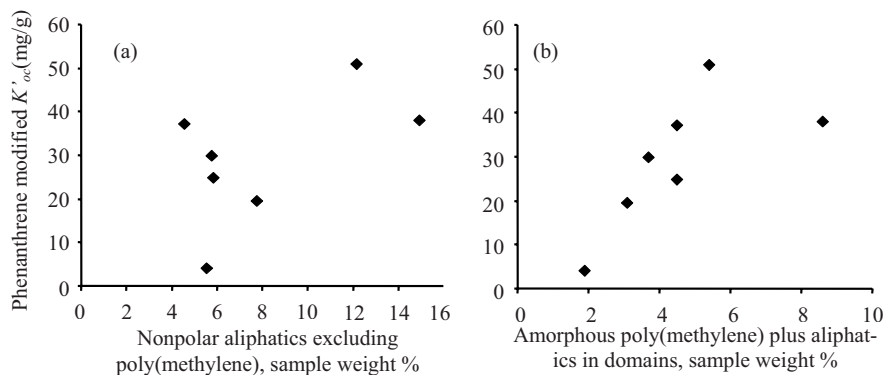 Phenanthrene modified K'oc(mg/g)
(a)
60
50
40
30
20
10
0
0 2 4 6 8 10 12 14 16
Nonpolar aliphatics excluding
poly(methylene), sample weight %
(b)
60
50
40
30
20
10
0
0 2 4 6 8 10
Amorphous poly(methylene) plus aliphat-
ics in domains, sample weight %